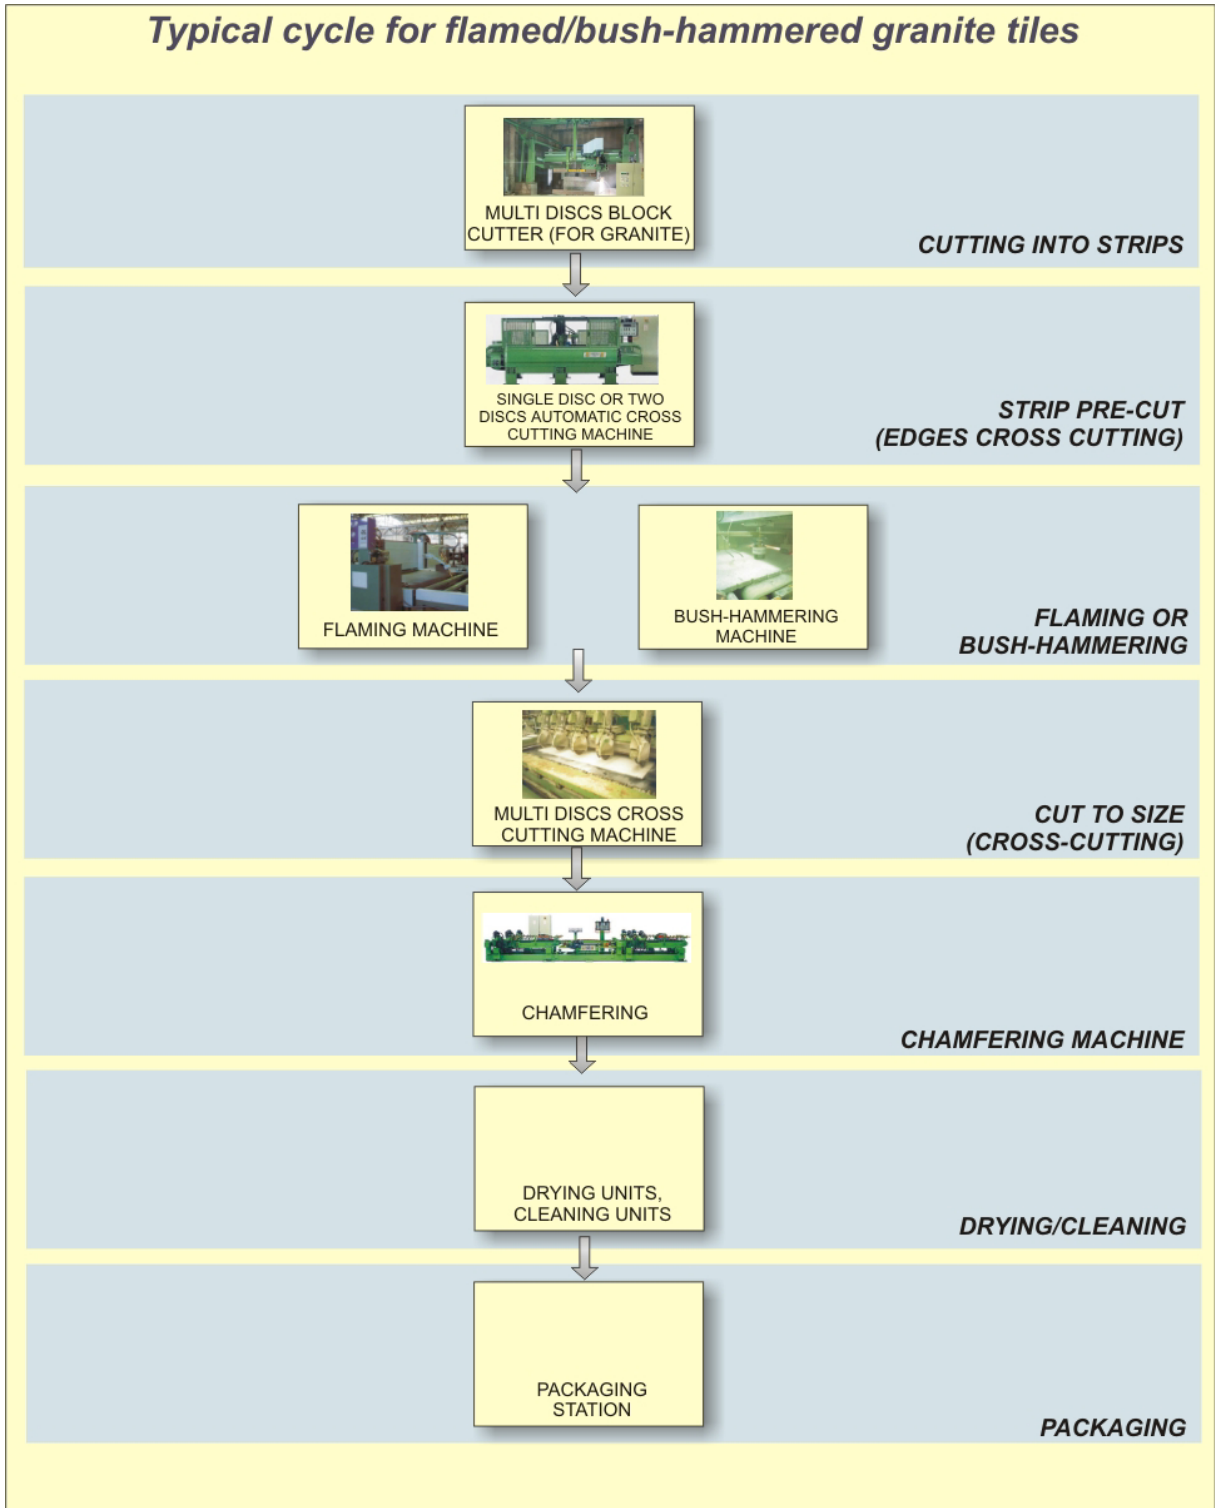 Typical cycle for flamed/bush-hammered granite tiles
MULTI DISCS BLOCK
CUTTER (FOR GRANITE)
CUTTING INTO STRIPS
SINGLE DISC OR TWO
DISCS AUTOMATIC CROSS
CUTTING MACHINE
STRIP PRE-CUT
(EDGES CROSS CUTTING)
FLAMING MACHINE
BUSH-HAMMERING
MACHINE
FLAMING OR
BUSH-HAMMERING
MULTI DISCS CROSS
CUTTING MACHINE
CUT TO SIZE
(CROSS-CUTTING)
CHAMFERING
CHAMFERING MACHINE
DRYING UNITS,
CLEANING UNITS
DRYING/CLEANING
PACKAGING
STATION
PACKAGING